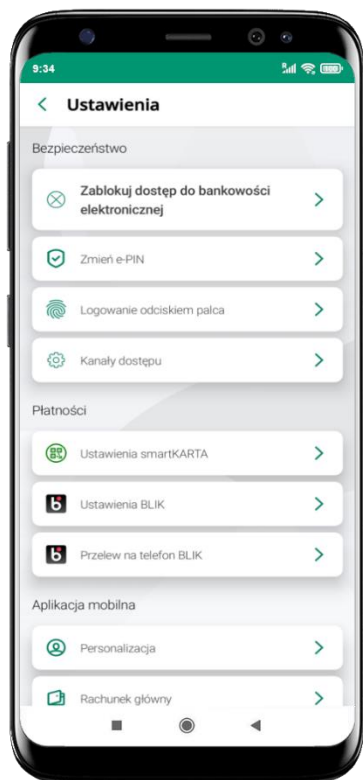 9:34
Ustawienia
Bezpieczeństwo
Zablokuj dostęp do bankowości
elektronicznej
Zmień e-PIN
Logowanie odciskiem palca
Kanały dostępu
Płatności
Ustawienia smartKARTA
Ustawienia BLIK
Przelew na telefon BLIK
Aplikacja mobilna
Personalizacja
Rachunek główny